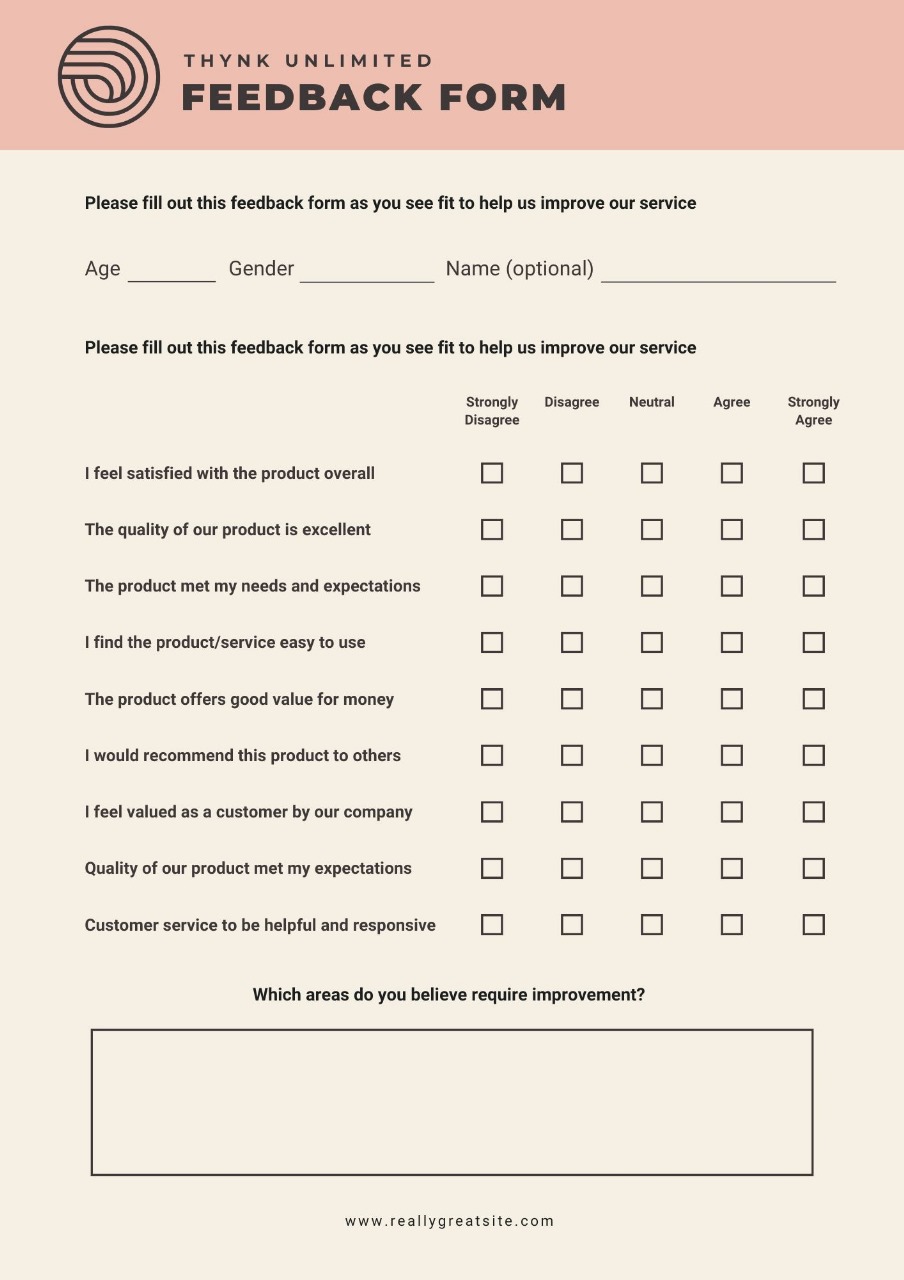 THYNK UNLIMITED
FEEDBACK FORM
Please fill out this feedback form as you see fit to help us improve our service
Age Gender Name (optional)
Please fill out this feedback form as you see fit to help us improve our service
Strongly Disagree Disagree Neutral Agree Strongly Agree
I feel satisfied with the product overall
The quality of our product is excellent
The product met my needs and expectations
I find the product/service easy to use
The product offers good value for money
I would recommend this product to others
I feel valued as a customer by our company
Quality of our product met my expectations
Customer service to be helpful and responsive
Which areas do you believe require improvement?
www.reallygreatsite.com